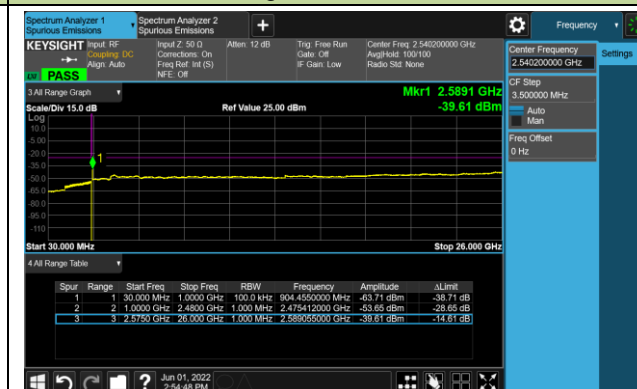 Spectrum Analyzer 1
Spurious Emissions
Spectrum Analyzer 2
Spurious Emissions
+
Frequency
KEYSIGHT
Input: RF
Coupling: DC
Align: Auto
Input Z: 50 Ω
Corrections: On
Freq Ref: Int (S)
NFE: Off
Atten: 12 dB
Trig: Free Run
Gate: Off
IF Gain: Low
Center Freq: 2.540200000 GHz
Avg|Hold: 100/100
Radio Std: None
PASS
Center Frequency
2.540200000 GHz
Settings
CF Step
3.500000 MHz
Auto
Man
Freq Offset
0 Hz
3 All Range Graph
Mkr1 2.5891 GHz
Scale/Div 15.0 dB
Ref Value 25.00 dBm
-39.61 dBm
Log
10.0
-5.00
-20.0
-35.0
-50.0
-65.0
-80.0
-95.0
-110
1
Start 30.000 MHz
Stop 26.000 GHz
4 All Range Table
Spur Range Start Freq Stop Freq RBW Frequency Amplitude ΔLimit
1 1 30.000 MHz 1.0000 GHz 100.0 kHz 904.4550000 MHz -63.71 dBm -38.71 dB
2 2 1.0000 GHz 2.4800 GHz 1.000 MHz 2.475412000 GHz -53.65 dBm -28.65 dB
3 3 2.5750 GHz 26.000 GHz 1.000 MHz 2.589055000 GHz -39.61 dBm -14.61 dB
?
Jun 01, 2022
2:54:48 PM